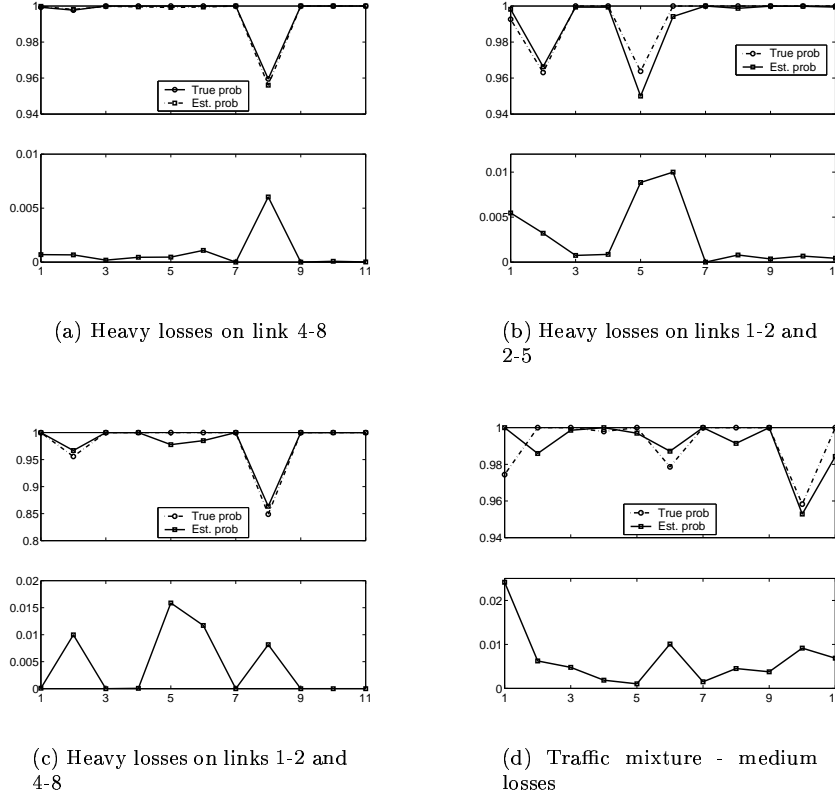 1
0.98
0.96
0.94
True prob
Est. prob
0.01
0.005
0
1 3 5 7 9 11
(a) Heavy losses on link 4-8
1
0.98
0.96
0.94
True prob
Est. prob
0.01
0.005
0
1 3 5 7 9 1
(b) Heavy losses on links 1-2 and
2-5
1
0.95
0.9
0.85
0.8
True prob
Est. prob
0.02
0.015
0.01
0.005
0
1 3 5 7 9 11
(c) Heavy losses on links 1-2 and
4-8
1
0.98
0.96
0.94
True prob
Est. prob
0.02
0.01
0
1 3 5 7 9 1
(d) Traffic mixture - medium
losses